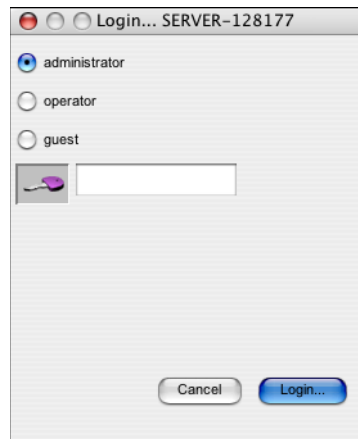 Login... SERVER-128177
administrator
operator
guest
Cancel Login...